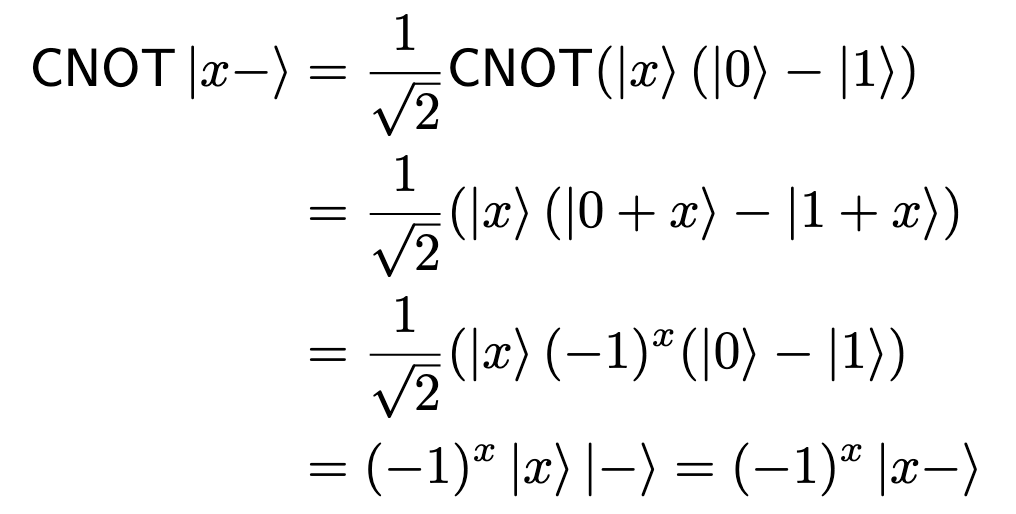 CNOT |x−⟩ = 1/√2 CNOT(|x⟩ (|0⟩ − |1⟩)
= 1/√2 (|x⟩ (|0 + x⟩ − |1 + x⟩)
= 1/√2 (|x⟩ (−1)^x (|0⟩ − |1⟩)
= (−1)^x |x⟩ |−⟩ = (−1)^x |x−⟩